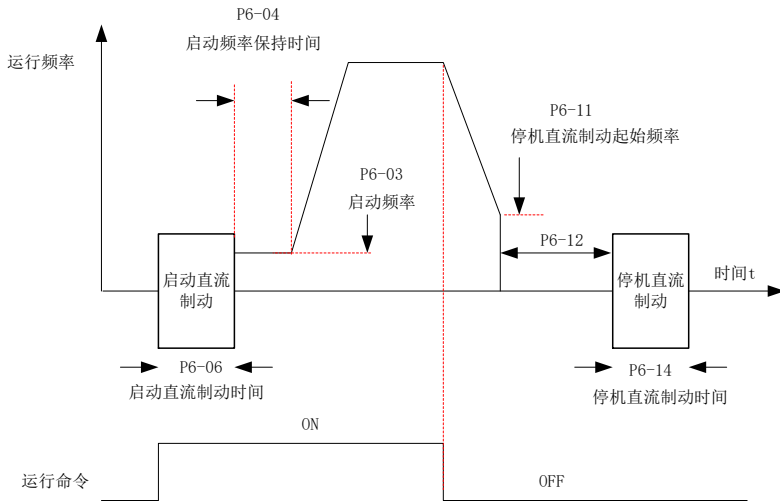 P6-04
启动频率保持时间
运行频率
P6-11
停机直流制动起始频率
P6-03
启动频率
P6-12
启动直流
制动
停机直流
制动
时间t
P6-06
启动直流制动时间
P6-14
停机直流制动时间
ON
运行命令
OFF